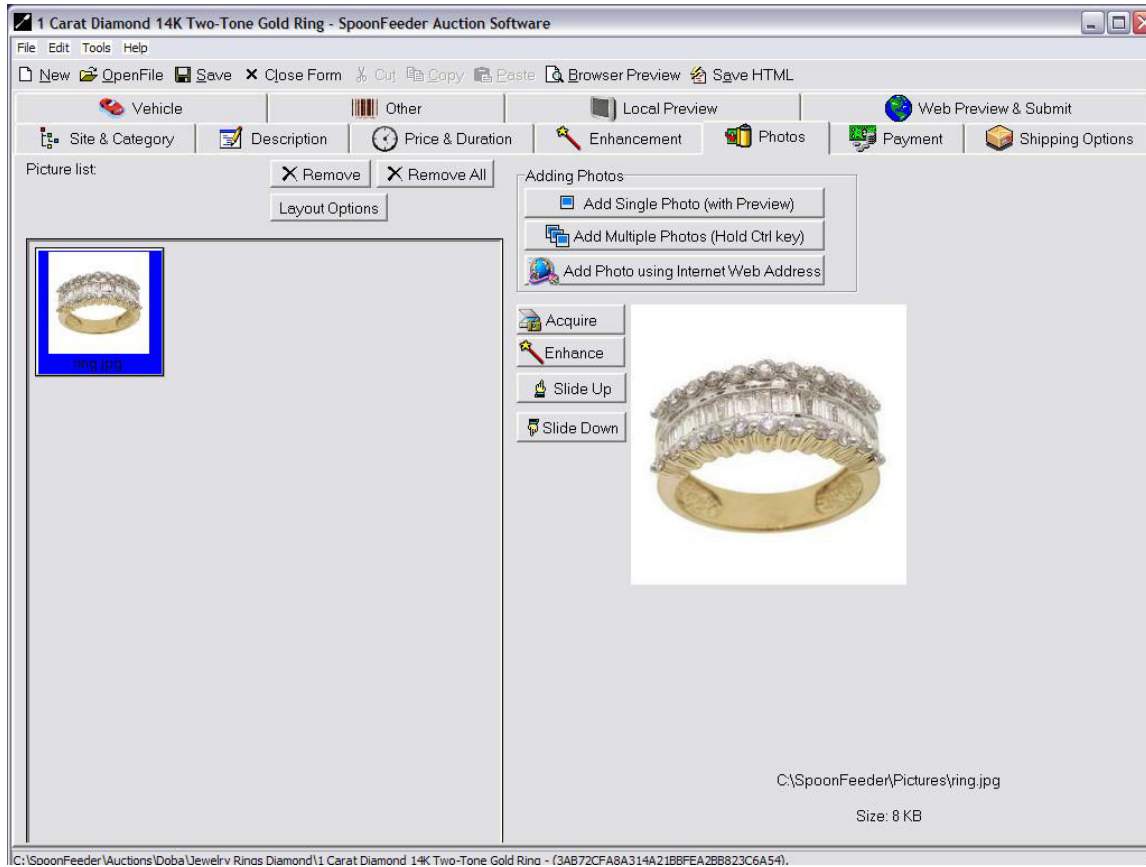 1 Carat Diamond 14K Two-Tone Gold Ring - SpoonFeeder Auction Software
File Edit Tools Help
New OpenFile Save Close Form Cut Copy Paste Browser Preview Save HTML
Vehicle Other Local Preview Web Preview & Submit
Site & Category Description Price & Duration Enhancement Photos Payment Shipping Options
Picture list: Remove Remove All
Layout Options
Adding Photos
Add Single Photo (with Preview)
Add Multiple Photos (Hold Ctrl key)
Add Photo using Internet Web Address
ring.jpg
Acquire
Enhance
Slide Up
Slide Down
C:\SpoonFeeder\Pictures\ring.jpg
Size: 8 KB
C:\SpoonFeeder\Auctions\Doba\Jewelry Rings Diamond\1 Carat Diamond 14K Two-Tone Gold Ring - (3AB72CFA8A314A21BBFEA2BB823C6A54).